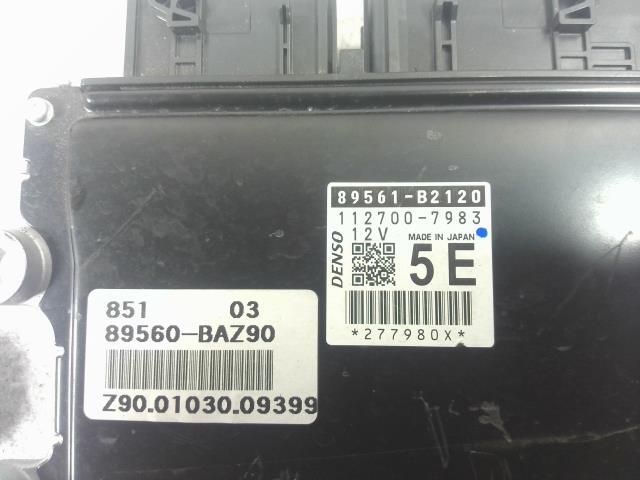 89561-B2120
112700-7983
12V MADE IN JAPAN
DENSO
5E
*277980X*
851 03
89560-BAZ90
Z90.01030.09399